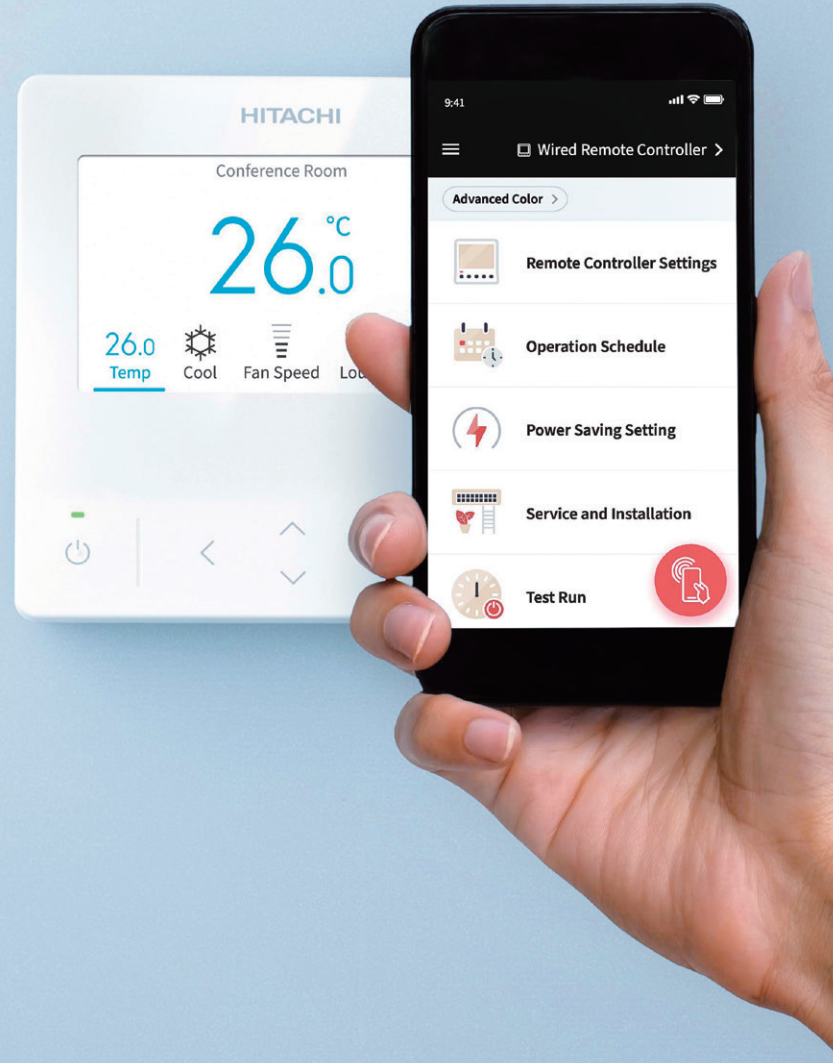 HITACHI
Conference Room
26.0 °C
26.0
Temp
Cool
Fan Speed
9:41
Wired Remote Controller
Advanced Color
Remote Controller Settings
Operation Schedule
Power Saving Setting
Service and Installation
Test Run